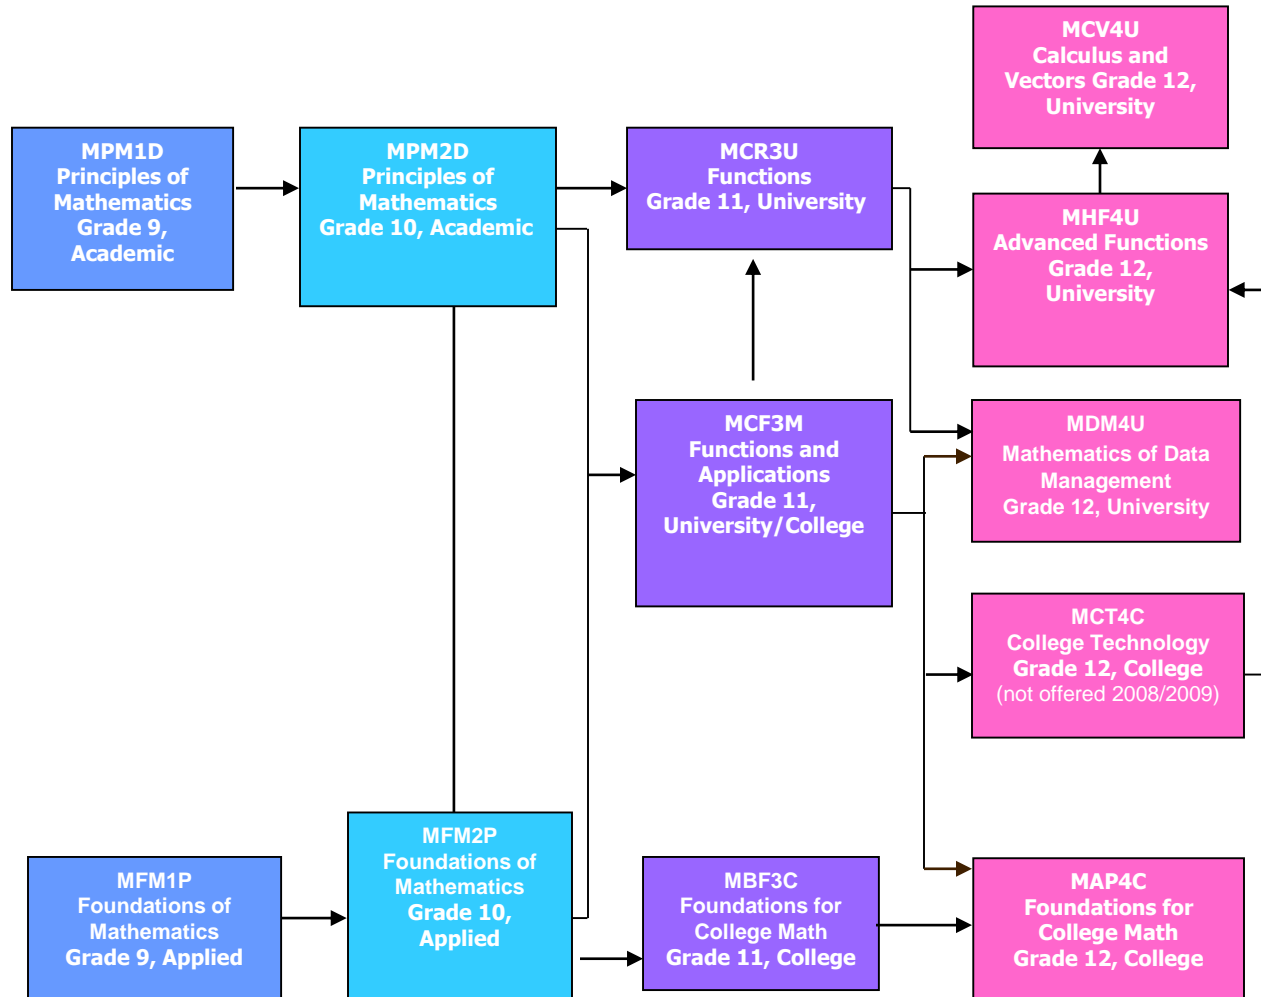 MCV4U
Calculus and
Vectors Grade 12,
University
MPM1D
Principles of
Mathematics
Grade 9,
Academic
MPM2D
Principles of
Mathematics
Grade 10, Academic
MCR3U
Functions
Grade 11, University
MHF4U
Advanced Functions
Grade 12,
University
MCF3M
Functions and
Applications
Grade 11,
University/College
MDM4U
Mathematics of Data
Management
Grade 12, University
MCT4C
College Technology
Grade 12, College
(not offered 2008/2009)
MFM1P
Foundations of
Mathematics
Grade 9, Applied
MFM2P
Foundations of
Mathematics
Grade 10,
Applied
MBF3C
Foundations for
College Math
Grade 11, College
MAP4C
Foundations for
College Math
Grade 12, College